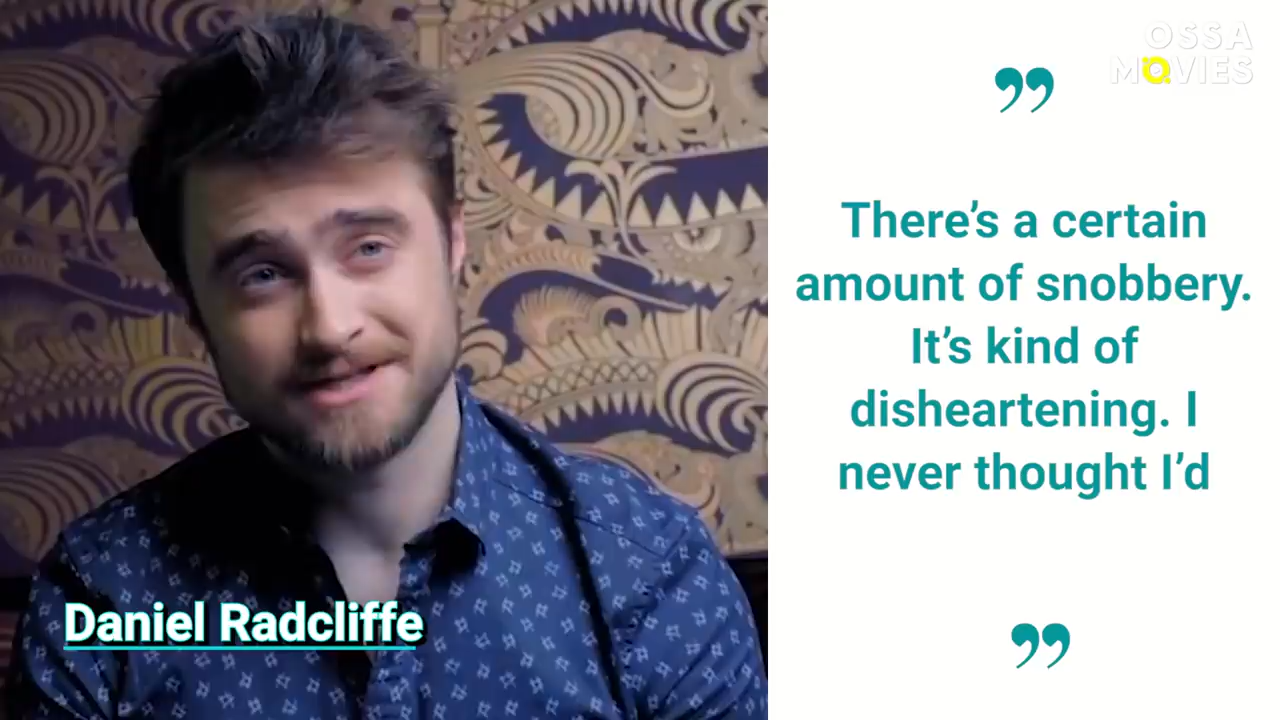 OSSA
MOVIES
”
There’s a certain
amount of snobbery.
It’s kind of
disheartening. I
never thought I’d
”
Daniel Radcliffe